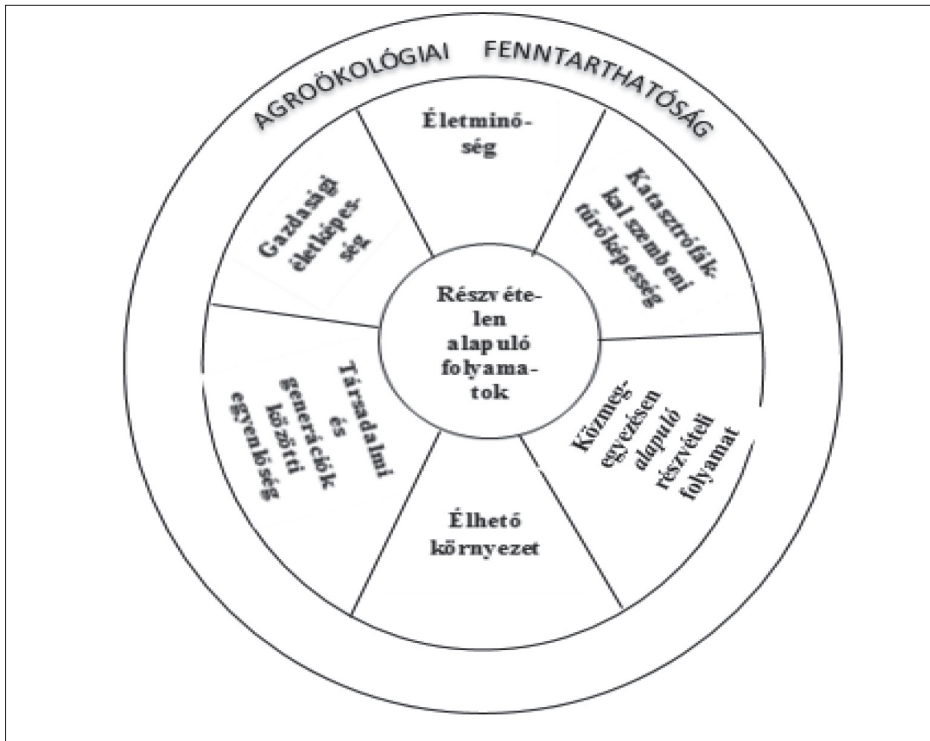 AGROÖKOLÓGIAI FENNTARTHATÓSÁG
Életminő-
ség
Katasztrófák-
kal szembeni
tűróképesség
Közmeg-
egyezésen
alapuló
részvételi
folyamat
Élhető
környezet
Társadalmi
és
generációk
közötti
egyenlőség
Gazdasági
életképes-
ség
Részvéte-
len
alapuló
folyama-
tok